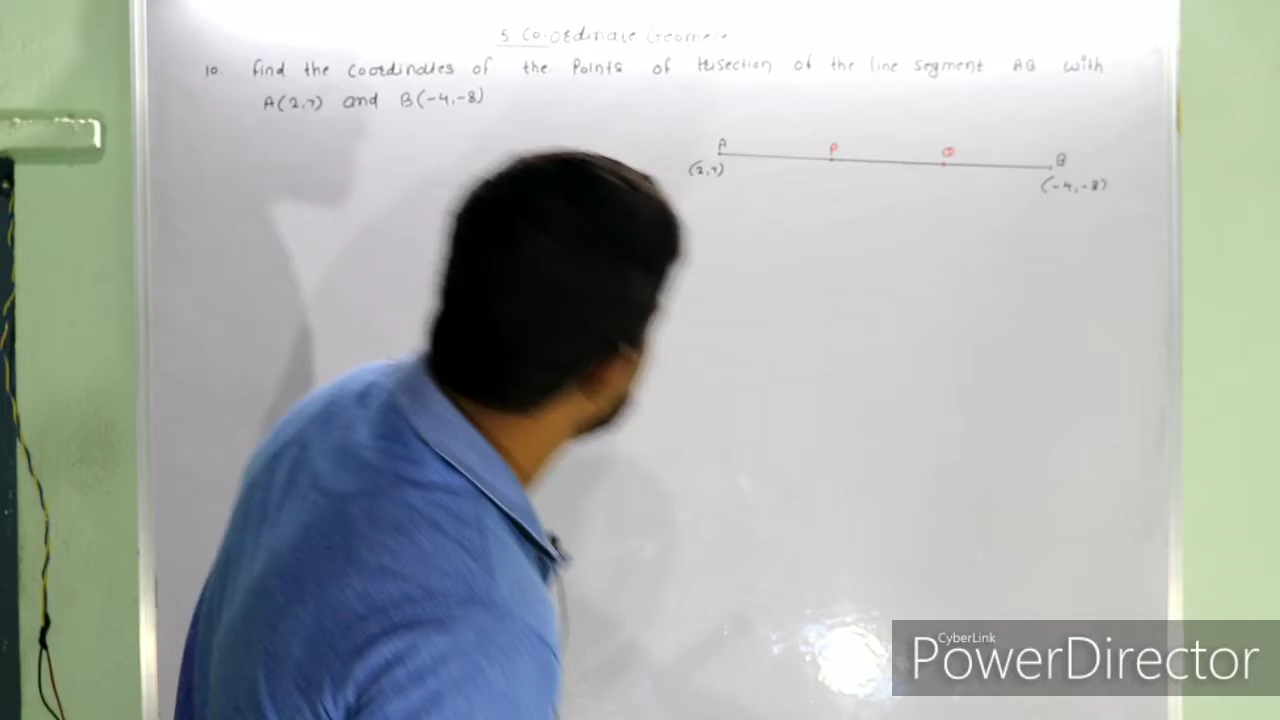 5 Co-ordinate Geomet
10. find the coordinates of the Points of trisection of the line segment AB with
A(2,7) and B(-4,-8)
A P Q B
(2,7) (-4,-8)
CyberLink
PowerDirector